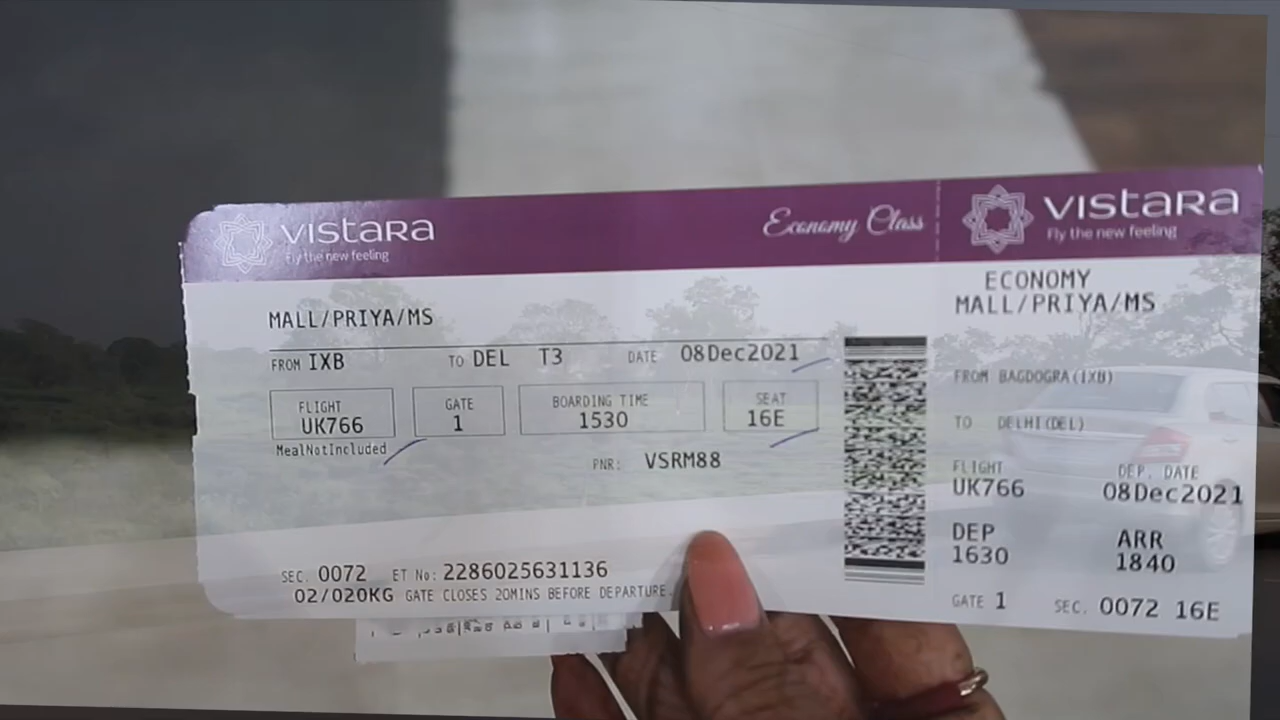 VISTARA
Fly the new feeling
Economy Class
MALL/PRIYA/MS
FROM IXB TO DEL T3 DATE 08Dec2021
FLIGHT GATE BOARDING TIME SEAT
UK766 1 1530 16E
MealNotIncluded
PNR: VSRM88
SEC. 0072 ET No: 2286025631136
02/020KG GATE CLOSES 20MINS BEFORE DEPARTURE.
VISTARA
Fly the new feeling
ECONOMY
MALL/PRIYA/MS
FROM BAGDOGRA(IXB)
TO DELHI(DEL)
FLIGHT DEP. DATE
UK766 08Dec2021
DEP ARR
1630 1840
GATE 1 SEC. 0072 16E